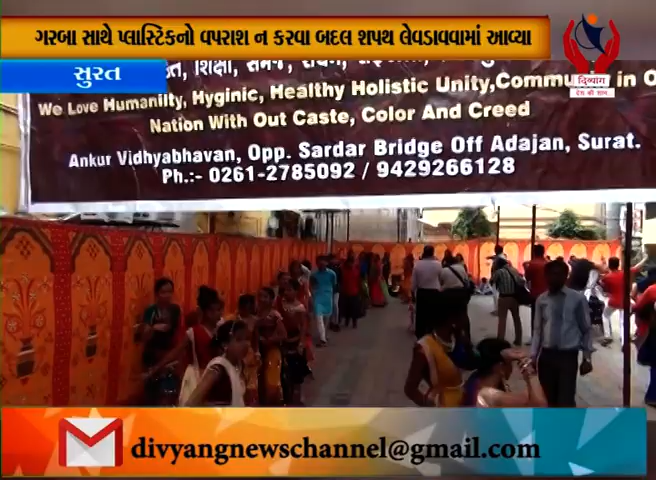 ગરબા સાથે પ્લાસ્ટિકનો વપરાશ ન કરવા બદલ શપથ લેવડાવવામાં આવ્યા
સુરત
दिव्यांग
We Love Humanity, Hyginic, Healthy Holistic Unity, Communal in O
Nation With Out Caste, Color And Creed
Ankur Vidhyabhavan, Opp. Sardar Bridge Off Adajan, Surat.
Ph.:- 0261-2785092 / 9429266128
divyangnewschannel@gmail.com